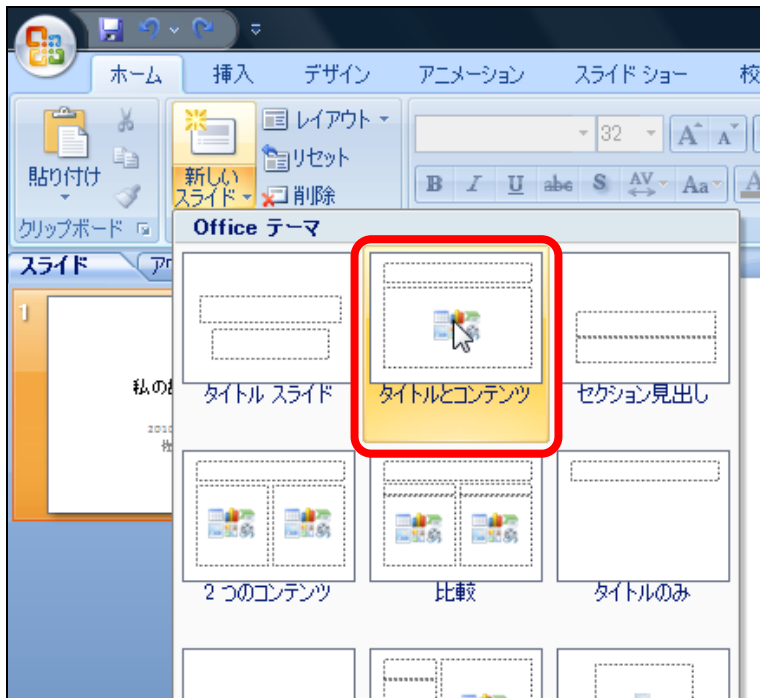 ホーム 挿入 デザイン アニメーション スライド ショー 校
貼り付け
クリップボード
新しい
スライド
レイアウト
リセット
削除
32
A A
B I U abc S AV Aa A
Office テーマ
スライド
1
私の
2010
タイトル スライド タイトルとコンテンツ セクション見出し
2 つのコンテンツ 比較 タイトルのみ